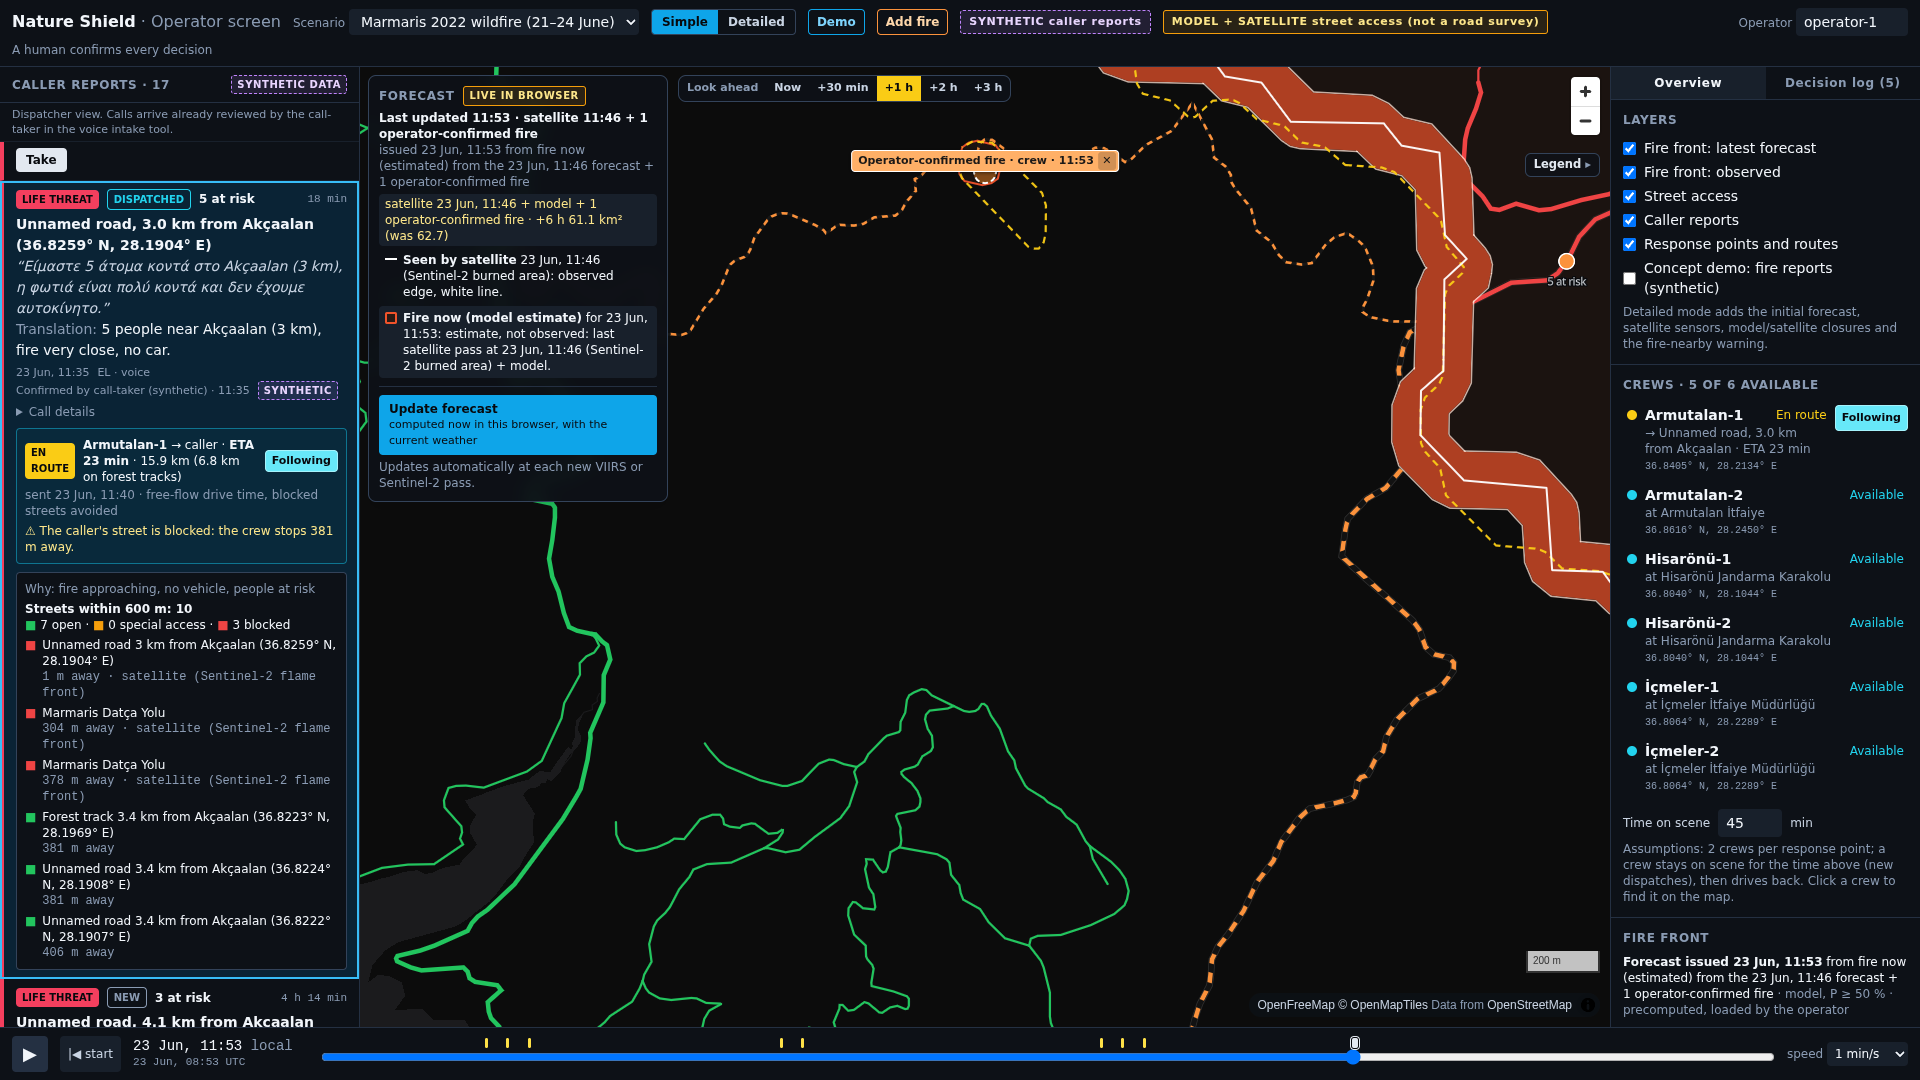 Nature Shield · Operator screen
Scenario
Marmaris 2022 wildfire (21–24 June)
Simple
Detailed
Demo
Add fire
SYNTHETIC caller reports
MODEL + SATELLITE street access (not a road survey)
Operator
operator-1
A human confirms every decision
CALLER REPORTS · 17
SYNTHETIC DATA
Dispatcher view. Calls arrive already reviewed by the call-
taker in the voice intake tool.
Take
LIFE THREAT
DISPATCHED
5 at risk
18 min
Unnamed road, 3.0 km from Akçaalan
(36.8259° N, 28.1904° E)
“Είμαστε 5 άτομα κοντά στο Akçaalan (3 km),
η φωτιά είναι πολύ κοντά και δεν έχουμε
αυτοκίνητο.”
Translation: 5 people near Akçaalan (3 km),
fire very close, no car.
23 Jun, 11:35 EL · voice
Confirmed by call-taker (synthetic) · 11:35
SYNTHETIC
▶ Call details
EN
ROUTE
Armutalan-1 → caller · ETA
23 min · 15.9 km (6.8 km
on forest tracks)
Following
sent 23 Jun, 11:40 · free-flow drive time, blocked
streets avoided
⚠ The caller's street is blocked: the crew stops 381
m away.
Why: fire approaching, no vehicle, people at risk
Streets within 600 m: 10
7 open · 0 special access · 3 blocked
Unnamed road 3 km from Akçaalan (36.8259° N,
28.1904° E)
1 m away · satellite (Sentinel-2 flame
front)
Marmaris Datça Yolu
304 m away · satellite (Sentinel-2 flame
front)
Marmaris Datça Yolu
378 m away · satellite (Sentinel-2 flame
front)
Forest track 3.4 km from Akçaalan (36.8223° N,
28.1969° E)
381 m away
Unnamed road 3.4 km from Akçaalan (36.8224°
N, 28.1908° E)
381 m away
Unnamed road 3.4 km from Akçaalan (36.8222°
N, 28.1907° E)
406 m away
LIFE THREAT
NEW
3 at risk
4 h 14 min
Unnamed road, 4.1 km from Akçaalan
FORECAST
LIVE IN BROWSER
Last updated 11:53 · satellite 11:46 + 1
operator-confirmed fire
issued 23 Jun, 11:53 from fire now
(estimated) from the 23 Jun, 11:46 forecast +
1 operator-confirmed fire
satellite 23 Jun, 11:46 + model + 1
operator-confirmed fire · +6 h 61.1 km²
(was 62.7)
Seen by satellite 23 Jun, 11:46
(Sentinel-2 burned area): observed
edge, white line.
Fire now (model estimate) for 23 Jun,
11:53: estimate, not observed: last
satellite pass at 23 Jun, 11:46 (Sentinel-
2 burned area) + model.
Update forecast
computed now in this browser, with the
current weather
Updates automatically at each new VIIRS or
Sentinel-2 pass.
Look ahead
Now
+30 min
+1 h
+2 h
+3 h
Operator-confirmed fire · crew · 11:53 ✕
+
−
Legend ▸
5 at risk
200 m
OpenFreeMap © OpenMapTiles Data from OpenStreetMap
Overview
Decision log (5)
LAYERS
Fire front: latest forecast
Fire front: observed
Street access
Caller reports
Response points and routes
Concept demo: fire reports
(synthetic)
Detailed mode adds the initial forecast,
satellite sensors, model/satellite closures and
the fire-nearby warning.
CREWS · 5 OF 6 AVAILABLE
Armutalan-1
En route
Following
→ Unnamed road, 3.0 km
from Akçaalan · ETA 23 min
36.8405° N, 28.2134° E
Armutalan-2
Available
at Armutalan İtfaiye
36.8616° N, 28.2450° E
Hisarönü-1
Available
at Hisarönü Jandarma Karakolu
36.8040° N, 28.1044° E
Hisarönü-2
Available
at Hisarönü Jandarma Karakolu
36.8040° N, 28.1044° E
İçmeler-1
Available
at İçmeler İtfaiye Müdürlüğü
36.8064° N, 28.2289° E
İçmeler-2
Available
at İçmeler İtfaiye Müdürlüğü
36.8064° N, 28.2289° E
Time on scene
45
min
Assumptions: 2 crews per response point; a
crew stays on scene for the time above (new
dispatches), then drives back. Click a crew to
find it on the map.
FIRE FRONT
Forecast issued 23 Jun, 11:53 from fire now
(estimated) from the 23 Jun, 11:46 forecast +
1 operator-confirmed fire · model, P ≥ 50 % ·
precomputed, loaded by the operator
▶
|◀ start
23 Jun, 11:53 local
23 Jun, 08:53 UTC
speed
1 min/s